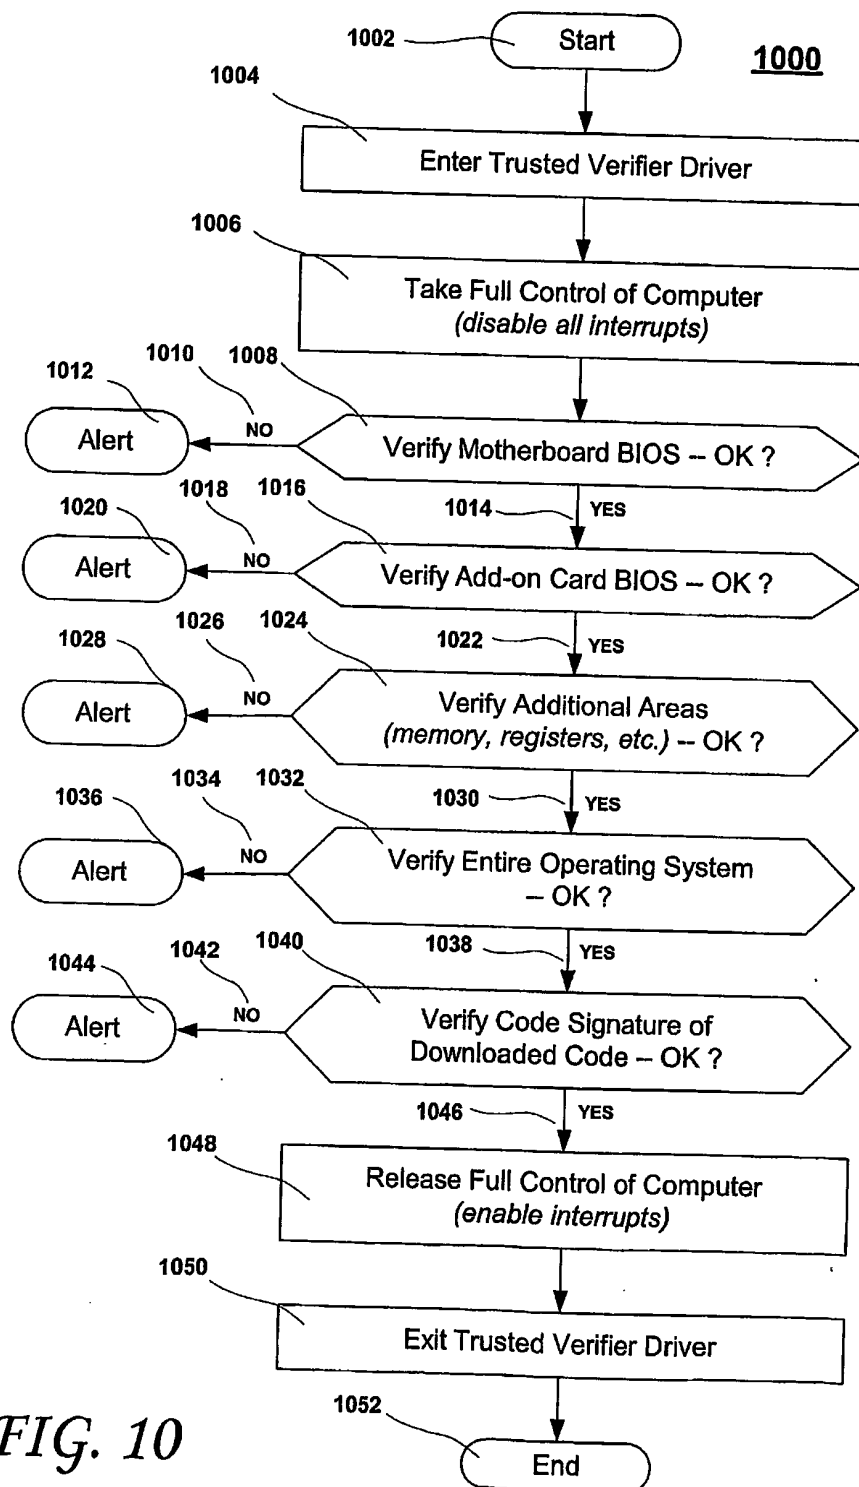 1002
Start
1000
1004
Enter Trusted Verifier Driver
1006
Take Full Control of Computer
(disable all interrupts)
1010
1008
1012
Alert
NO
Verify Motherboard BIOS – OK ?
1014
YES
1018
1016
1020
Alert
NO
Verify Add-on Card BIOS – OK ?
1022
YES
1026
1024
1028
Alert
NO
Verify Additional Areas
(memory, registers, etc.) – OK ?
1030
YES
1034
1032
1036
Alert
NO
Verify Entire Operating System
– OK ?
1038
YES
1042
1040
1044
Alert
NO
Verify Code Signature of
Downloaded Code – OK ?
1046
YES
1048
Release Full Control of Computer
(enable interrupts)
1050
Exit Trusted Verifier Driver
1052
End
FIG. 10